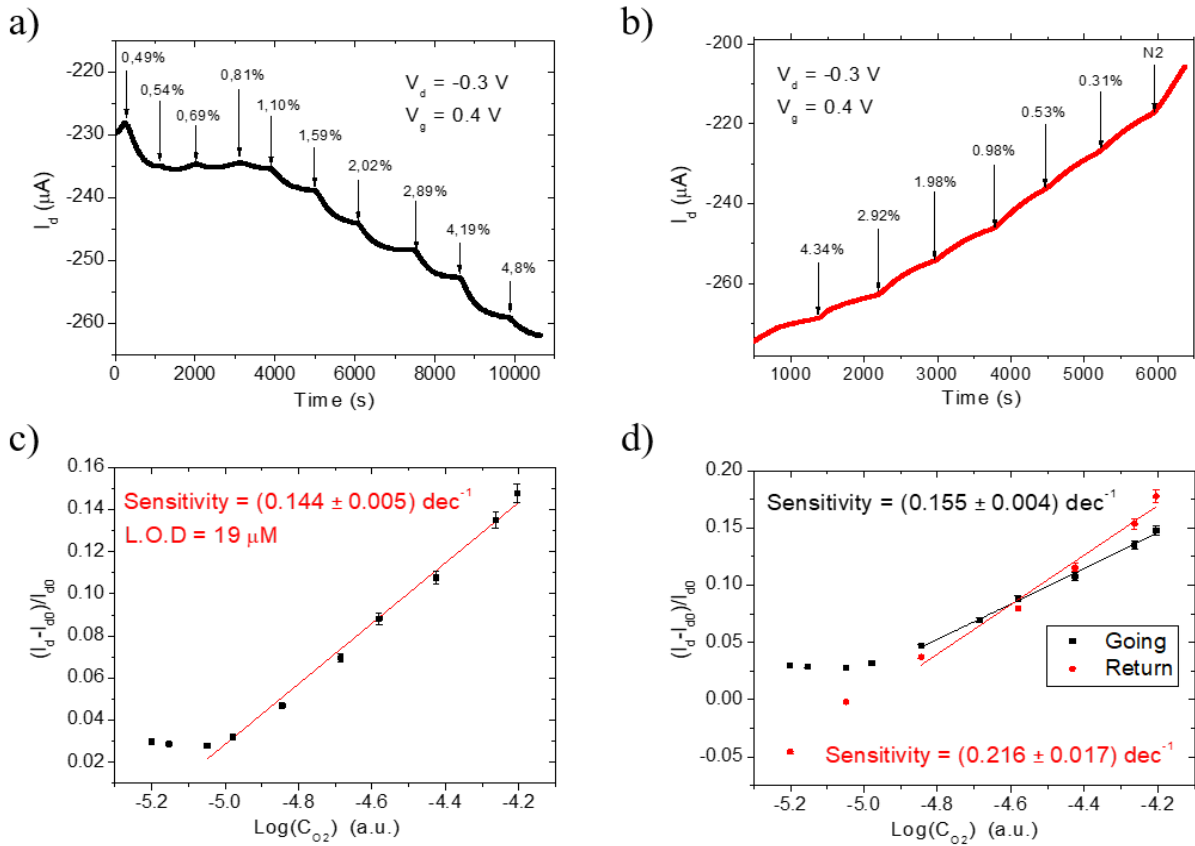 a)
0,49%
0,54%
0,69%
0,81%
1,10%
1,59%
2,02%
2,89%
4,19%
4,8%
V_d = -0.3 V
V_g = 0.4 V
-220
-230
-240
-250
-260
I_d (μA)
0 2000 4000 6000 8000 10000
Time (s)
b)
V_d = -0.3 V
V_g = 0.4 V
4.34%
2.92%
1.98%
0.98%
0.53%
0.31%
N2
-200
-220
-240
-260
I_d (μA)
1000 2000 3000 4000 5000 6000
Time (s)
c)
Sensitivity = (0.144 ± 0.005) dec⁻¹
L.O.D = 19 μM
0.16
0.14
0.12
0.10
0.08
0.06
0.04
0.02
(I_d-I_d0)/I_d0
-5.2 -5.0 -4.8 -4.6 -4.4 -4.2
Log(C_O2) (a.u.)
d)
Sensitivity = (0.155 ± 0.004) dec⁻¹
Going
Return
Sensitivity = (0.216 ± 0.017) dec⁻¹
0.20
0.15
0.10
0.05
0.00
-0.05
(I_d-I_d0)/I_d0
-5.2 -5.0 -4.8 -4.6 -4.4 -4.2
Log(C_O2) (a.u.)